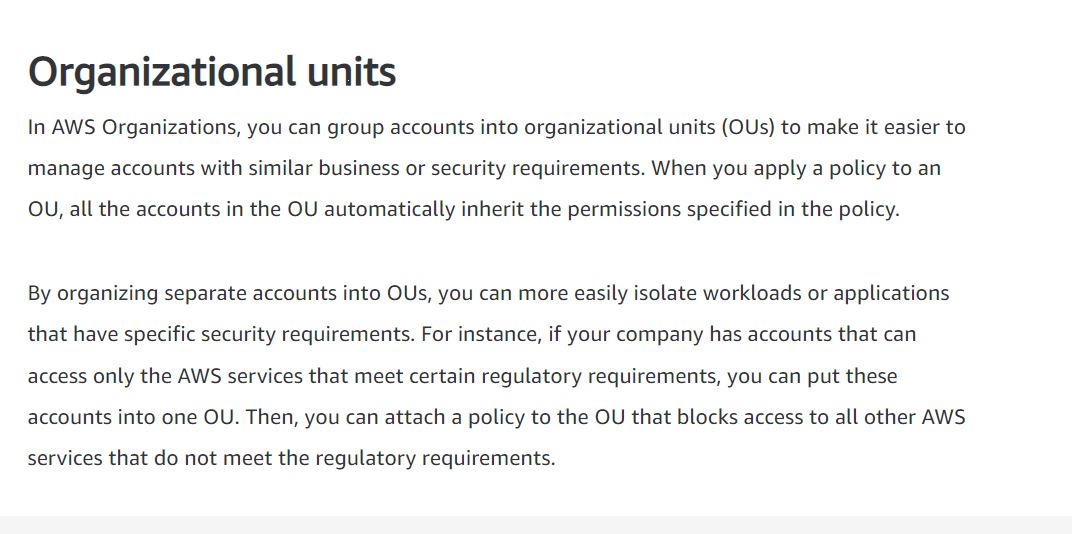 Organizational units
In AWS Organizations, you can group accounts into organizational units (OUs) to make it easier to
manage accounts with similar business or security requirements. When you apply a policy to an
OU, all the accounts in the OU automatically inherit the permissions specified in the policy.
By organizing separate accounts into OUs, you can more easily isolate workloads or applications
that have specific security requirements. For instance, if your company has accounts that can
access only the AWS services that meet certain regulatory requirements, you can put these
accounts into one OU. Then, you can attach a policy to the OU that blocks access to all other AWS
services that do not meet the regulatory requirements.